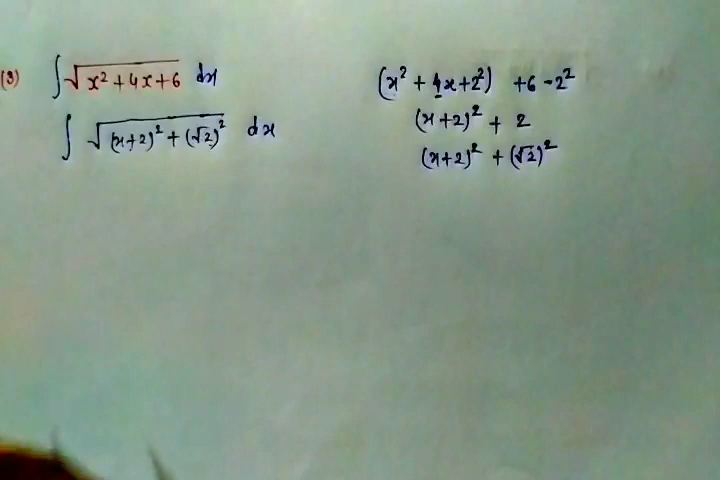 (3) ∫√x² + 4x + 6 dx
∫ √(x+2)² + (√2)² dx
(x² + 4x + 2²) + 6 - 2²
(x+2)² + 2
(x+2)² + (√2)²